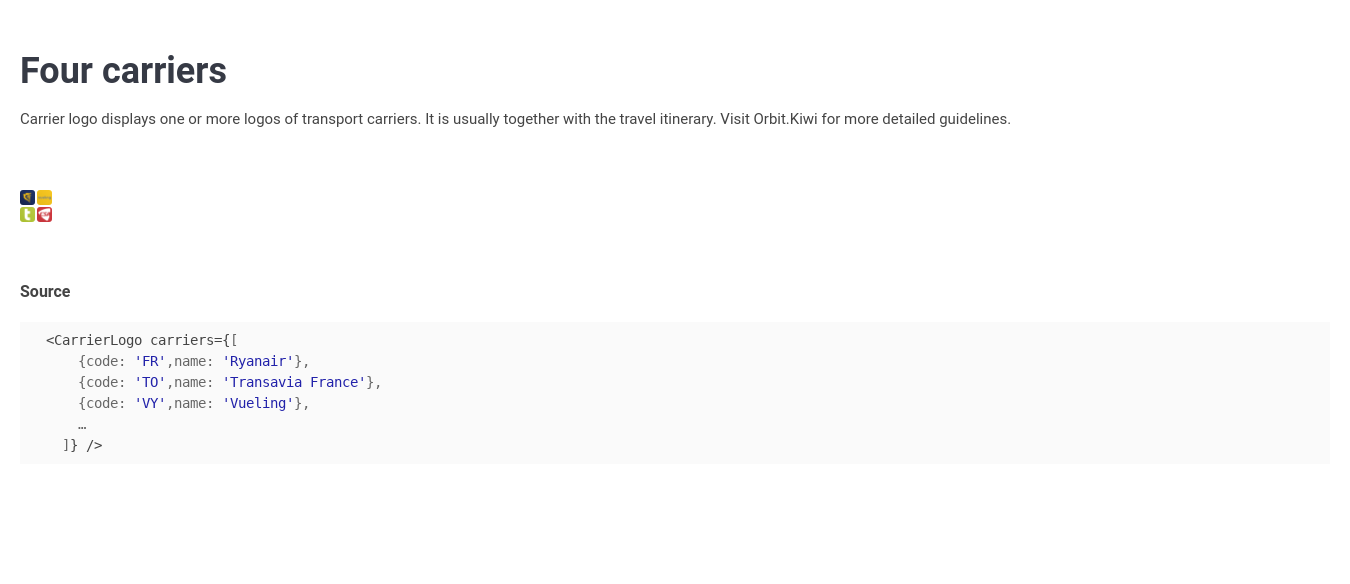 Four carriers
Carrier logo displays one or more logos of transport carriers. It is usually together with the travel itinerary. Visit Orbit.Kiwi for more detailed guidelines.
Source
<CarrierLogo carriers={[
{code: 'FR',name: 'Ryanair'},
{code: 'TO',name: 'Transavia France'},
{code: 'VY',name: 'Vueling'},
…
]} />